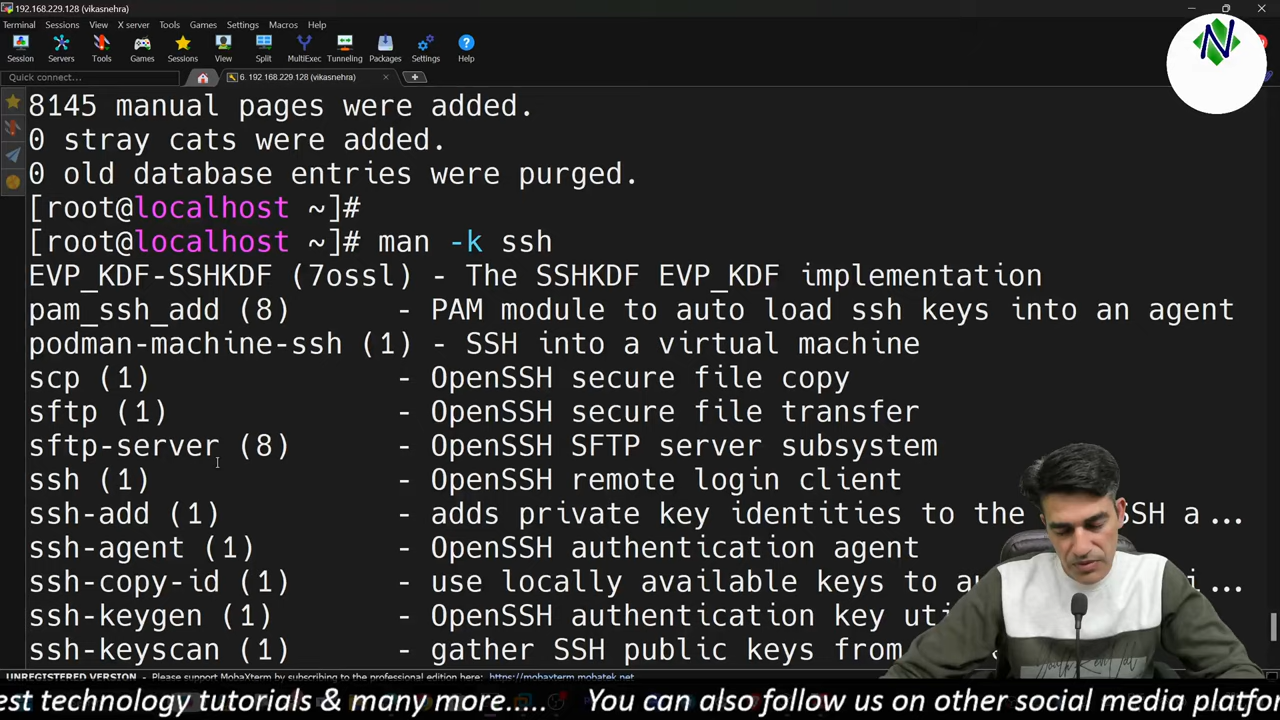 192.168.229.128 (vikasnehra)
Terminal Sessions View X server Tools Games Settings Macros Help
Session Servers Tools Games Sessions View Split MultiExec Tunneling Packages Settings Help
Quick connect...
6. 192.168.229.128 (vikasnehra)
N
8145 manual pages were added.
0 stray cats were added.
0 old database entries were purged.
[root@localhost ~]#
[root@localhost ~]# man -k ssh
EVP_KDF-SSHKDF (7ossl) - The SSHKDF EVP_KDF implementation
pam_ssh_add (8) - PAM module to auto load ssh keys into an agent
podman-machine-ssh (1) - SSH into a virtual machine
scp (1) - OpenSSH secure file copy
sftp (1) - OpenSSH secure file transfer
sftp-server (8) - OpenSSH SFTP server subsystem
ssh (1) - OpenSSH remote login client
ssh-add (1) - adds private key identities to the SSH a...
ssh-agent (1) - OpenSSH authentication agent
ssh-copy-id (1) - use locally available keys to au i...
ssh-keygen (1) - OpenSSH authentication key uti
ssh-keyscan (1) - gather SSH public keys from
UNREGISTERED VERSION - Please support MobaXterm by subscribing to the professional edition here: https://mobaxterm.mobatek.net
est technology tutorials & many more..... You can also follow us on other social media platfor